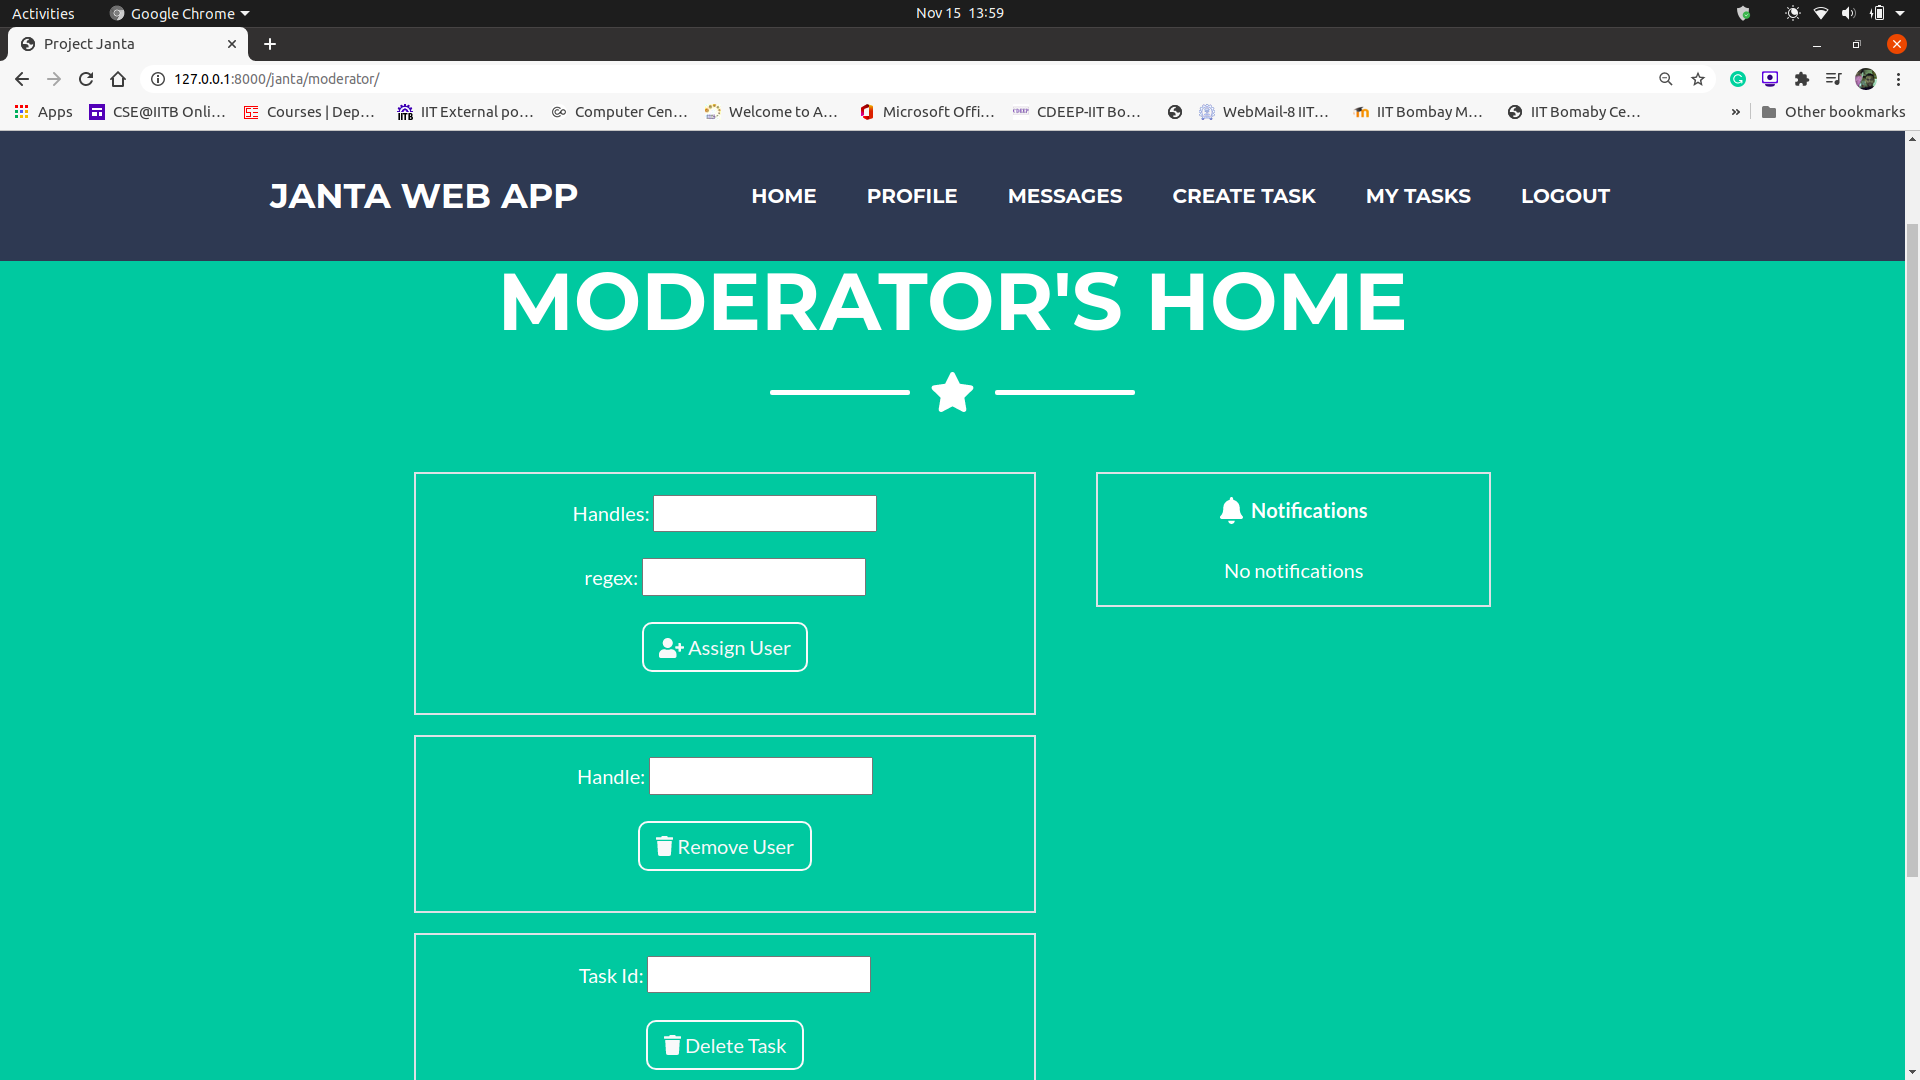 Activities Google Chrome Nov 15 13:59
Project Janta
127.0.0.1:8000/janta/moderator/
Apps CSE@IITB Onli... Courses | Dep... IIT External po... Computer Cen... Welcome to A... Microsoft Offi... CDEEP-IIT Bo... WebMail-8 IIT... IIT Bombay M... IIT Bomaby Ce... » Other bookmarks
JANTA WEB APP HOME PROFILE MESSAGES CREATE TASK MY TASKS LOGOUT
MODERATOR'S HOME
Handles:
regex:
Assign User
Notifications
No notifications
Handle:
Remove User
Task Id:
Delete Task